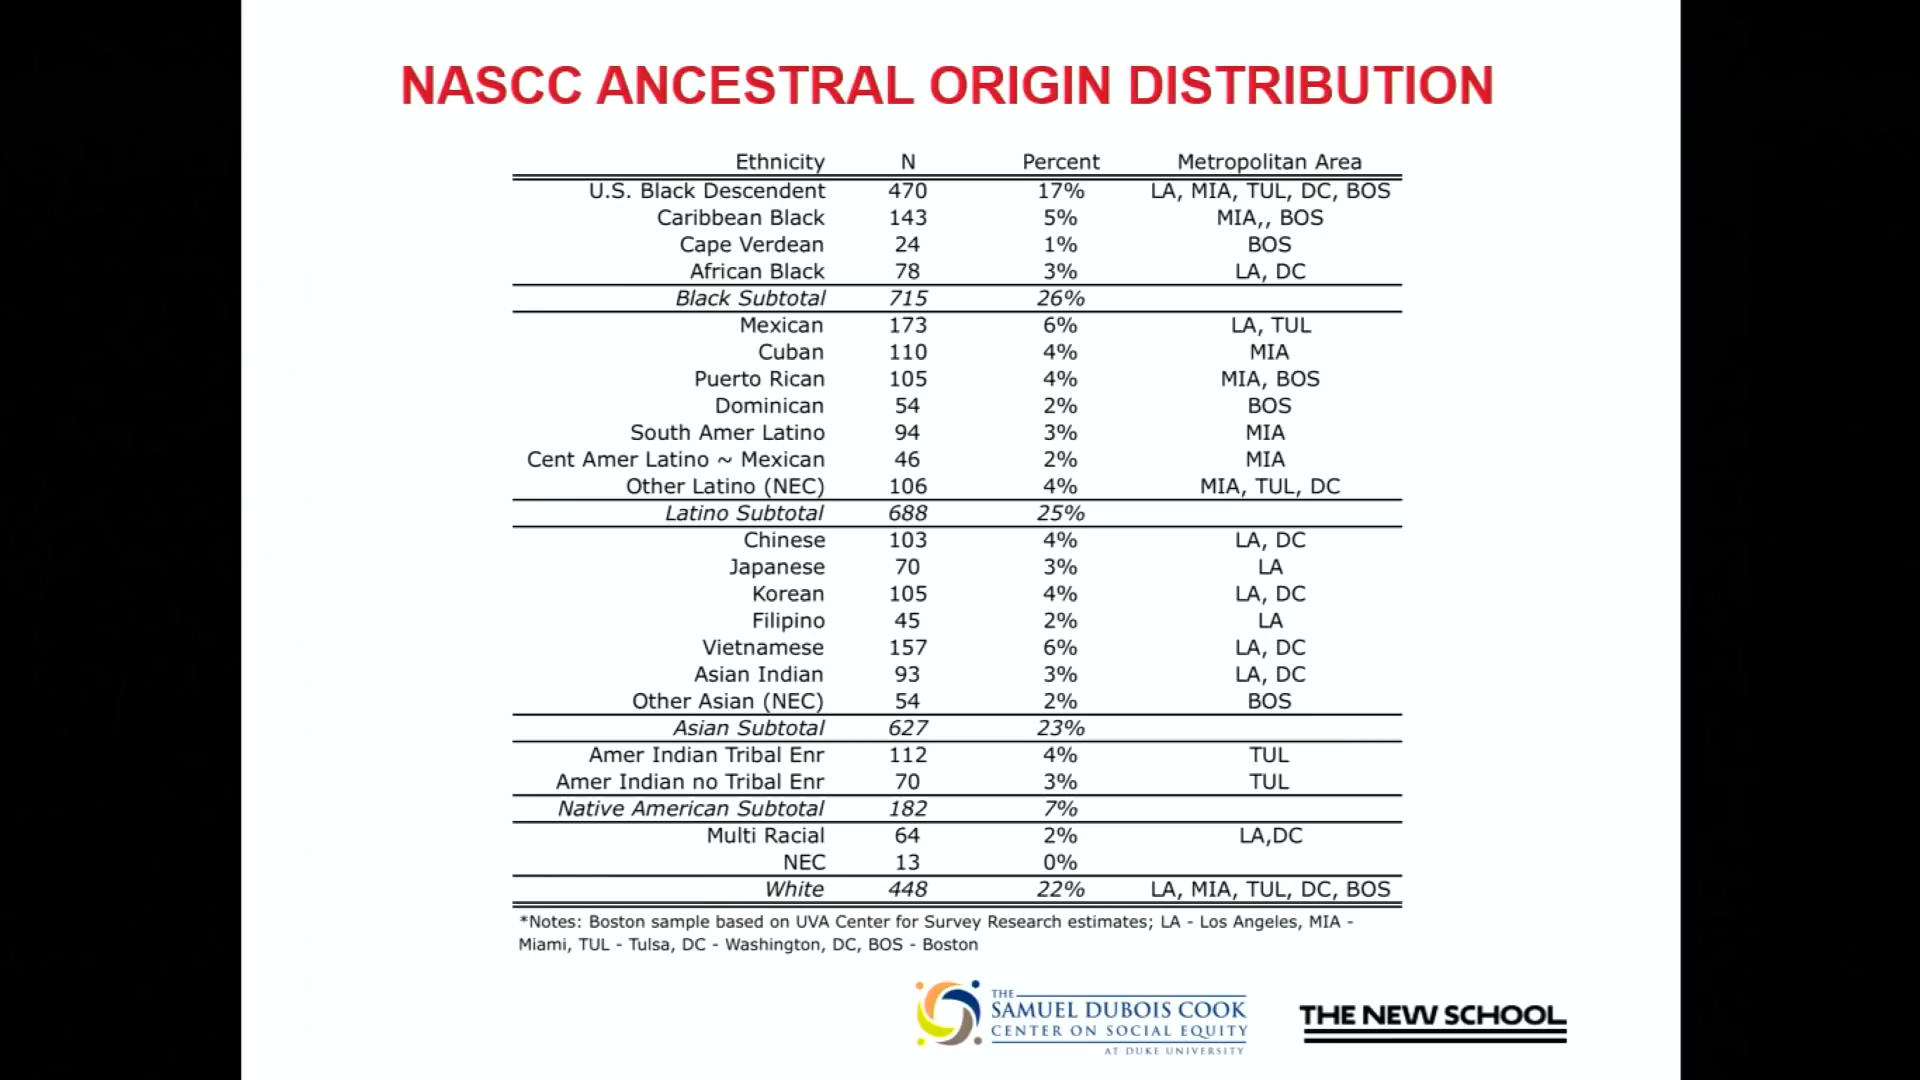 NASCC ANCESTRAL ORIGIN DISTRIBUTION
Ethnicity N Percent Metropolitan Area
U.S. Black Descendent 470 17% LA, MIA, TUL, DC, BOS
Caribbean Black 143 5% MIA,, BOS
Cape Verdean 24 1% BOS
African Black 78 3% LA, DC
Black Subtotal 715 26%
Mexican 173 6% LA, TUL
Cuban 110 4% MIA
Puerto Rican 105 4% MIA, BOS
Dominican 54 2% BOS
South Amer Latino 94 3% MIA
Cent Amer Latino ~ Mexican 46 2% MIA
Other Latino (NEC) 106 4% MIA, TUL, DC
Latino Subtotal 688 25%
Chinese 103 4% LA, DC
Japanese 70 3% LA
Korean 105 4% LA, DC
Filipino 45 2% LA
Vietnamese 157 6% LA, DC
Asian Indian 93 3% LA, DC
Other Asian (NEC) 54 2% BOS
Asian Subtotal 627 23%
Amer Indian Tribal Enr 112 4% TUL
Amer Indian no Tribal Enr 70 3% TUL
Native American Subtotal 182 7%
Multi Racial 64 2% LA,DC
NEC 13 0%
White 448 22% LA, MIA, TUL, DC, BOS
*Notes: Boston sample based on UVA Center for Survey Research estimates; LA - Los Angeles, MIA -
Miami, TUL - Tulsa, DC - Washington, DC, BOS - Boston
THE
SAMUEL DUBOIS COOK
CENTER ON SOCIAL EQUITY
AT DUKE UNIVERSITY
THE NEW SCHOOL